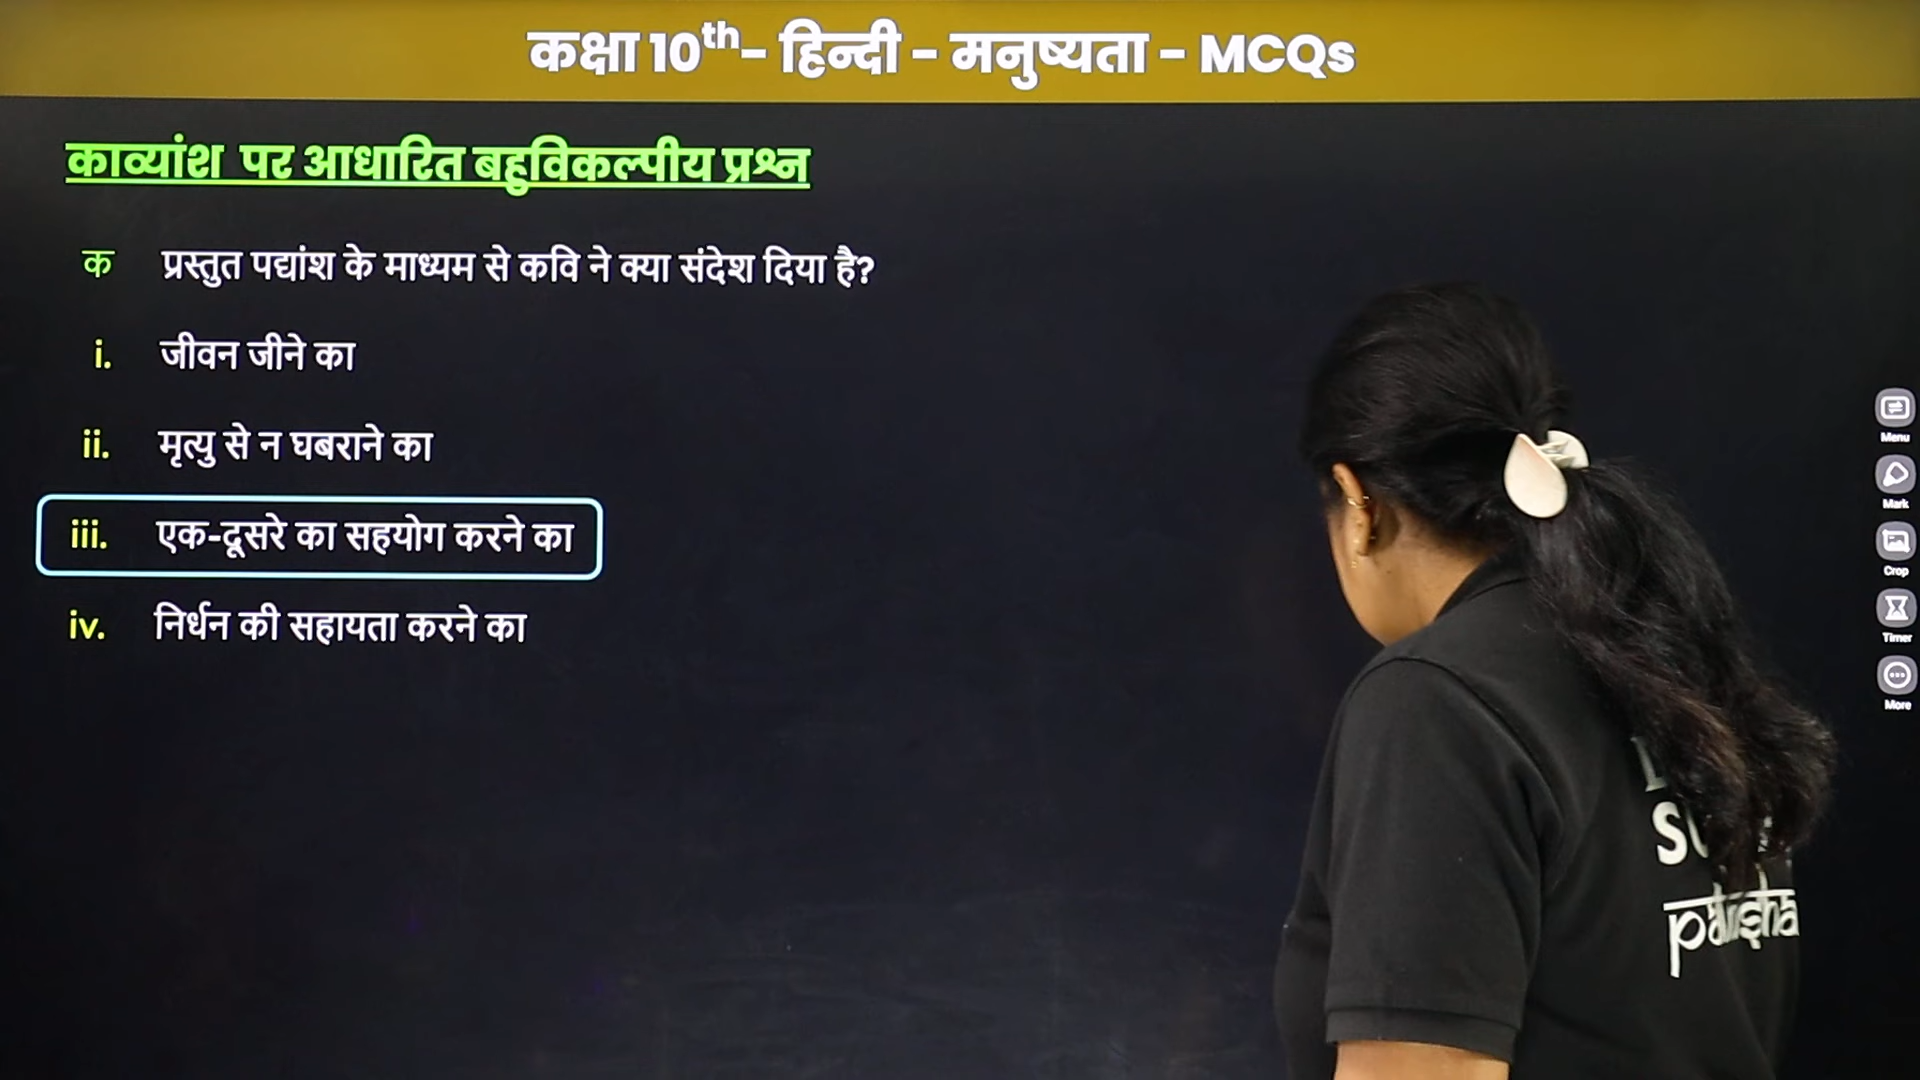 कक्षा 10th- हिन्दी - मनुष्यता - MCQs
काव्यांश पर आधारित बहुविकल्पीय प्रश्न
क प्रस्तुत पद्यांश के माध्यम से कवि ने क्या संदेश दिया है?
i. जीवन जीने का
ii. मृत्यु से न घबराने का
iii. एक-दूसरे का सहयोग करने का
iv. निर्धन की सहायता करने का
Menu
Mark
Crop
Timer
More